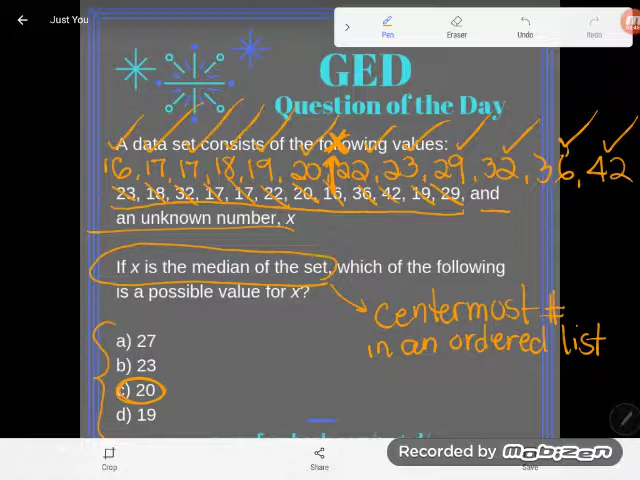 Just You
Pen
Eraser
Undo
Redo
GED
Question of the Day
A data set consists of the following values:
16, 17, 17, 18, 19, 20, x 22, 23, 29, 32, 36, 42
23, 18, 32, 17, 17, 22, 20, 16, 36, 42, 19, 29, and
an unknown number, x
If x is the median of the set, which of the following
is a possible value for x?
centermost #
in an ordered list
a) 27
b) 23
c) 20
d) 19
Recorded by Mobizen
Crop
Share
Save